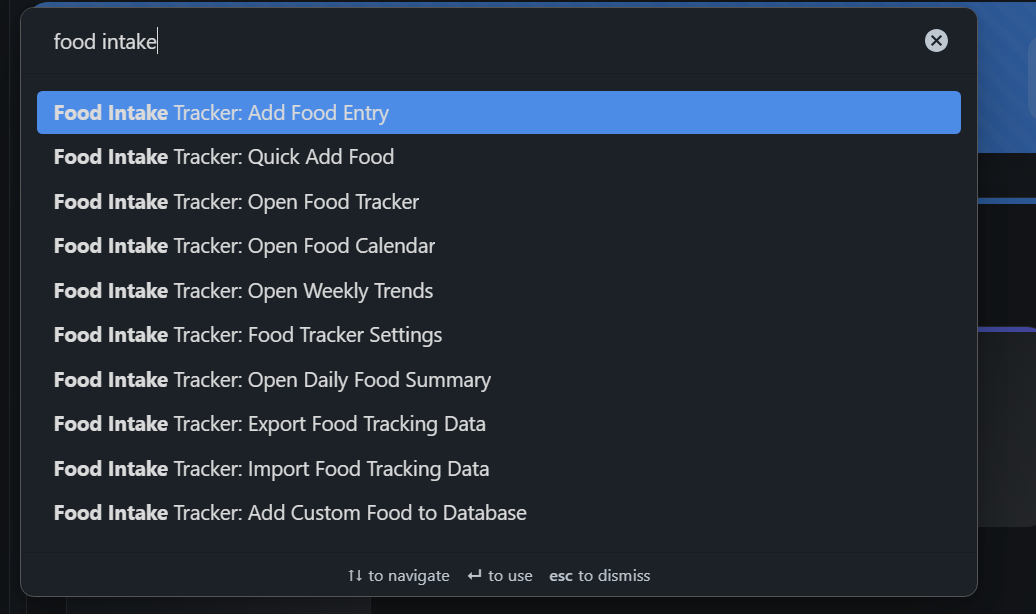 food intake
Food Intake Tracker: Add Food Entry
Food Intake Tracker: Quick Add Food
Food Intake Tracker: Open Food Tracker
Food Intake Tracker: Open Food Calendar
Food Intake Tracker: Open Weekly Trends
Food Intake Tracker: Food Tracker Settings
Food Intake Tracker: Open Daily Food Summary
Food Intake Tracker: Export Food Tracking Data
Food Intake Tracker: Import Food Tracking Data
Food Intake Tracker: Add Custom Food to Database
↑↓ to navigate ↵ to use esc to dismiss